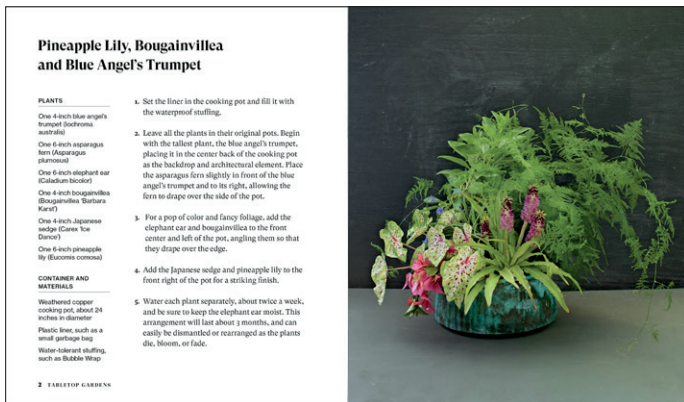 Pineapple Lily, Bougainvillea
and Blue Angel's Trumpet
PLANTS
One 4-inch blue angel's
trumpet (Iochroma
australis)
One 6-inch asparagus
fern (Asparagus
plumosus)
One 6-inch elephant ear
(Caladium bicolor)
One 4-inch bougainvillea
(Bougainvillea 'Barbara
Karst')
One 4-inch Japanese
sedge (Carex 'Ice
Dance')
One 6-inch pineapple
lily (Eucomis comosa)
CONTAINER AND
MATERIALS
Weathered copper
cooking pot, about 24
inches in diameter
Plastic liner, such as a
small garbage bag
Water-tolerant stuffing,
such as Bubble Wrap
1. Set the liner in the cooking pot and fill it with
the waterproof stuffing.
2. Leave all the plants in their original pots. Begin
with the tallest plant, the blue angel's trumpet,
placing it in the center back of the cooking pot
as the backdrop and architectural element. Place
the asparagus fern slightly in front of the blue
angel's trumpet and to its right, allowing the
fern to drape over the side of the pot.
3. For a pop of color and fancy foliage, add the
elephant ear and bougainvillea to the front
center and left of the pot, angling them so that
they drape over the edge.
4. Add the Japanese sedge and pineapple lily to the
front right of the pot for a striking finish.
5. Water each plant separately, about twice a week,
and be sure to keep the elephant ear moist. This
arrangement will last about 3 months, and can
easily be dismantled or rearranged as the plants
die, bloom, or fade.
2 TABLETOP GARDENS